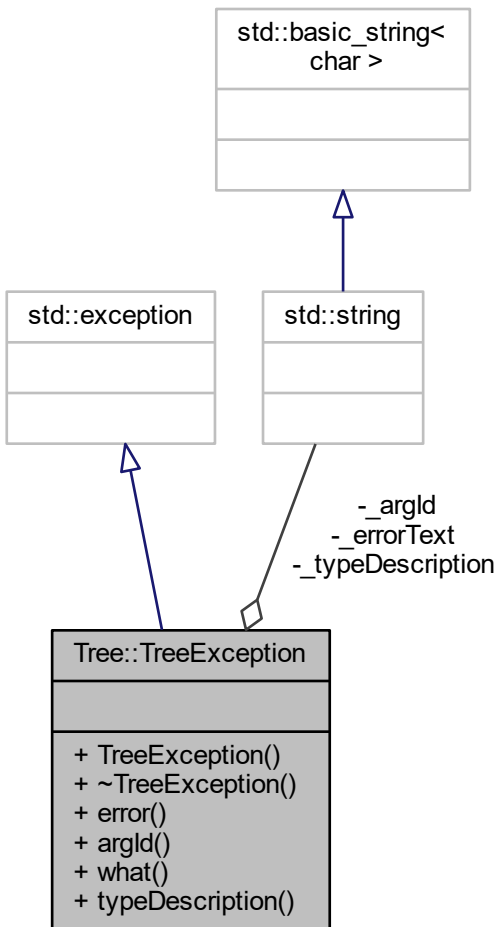 std::basic_string<
char >
std::exception
std::string
-_argId
-_errorText
-_typeDescription
Tree::TreeException
+ TreeException()
+ ~TreeException()
+ error()
+ argId()
+ what()
+ typeDescription()